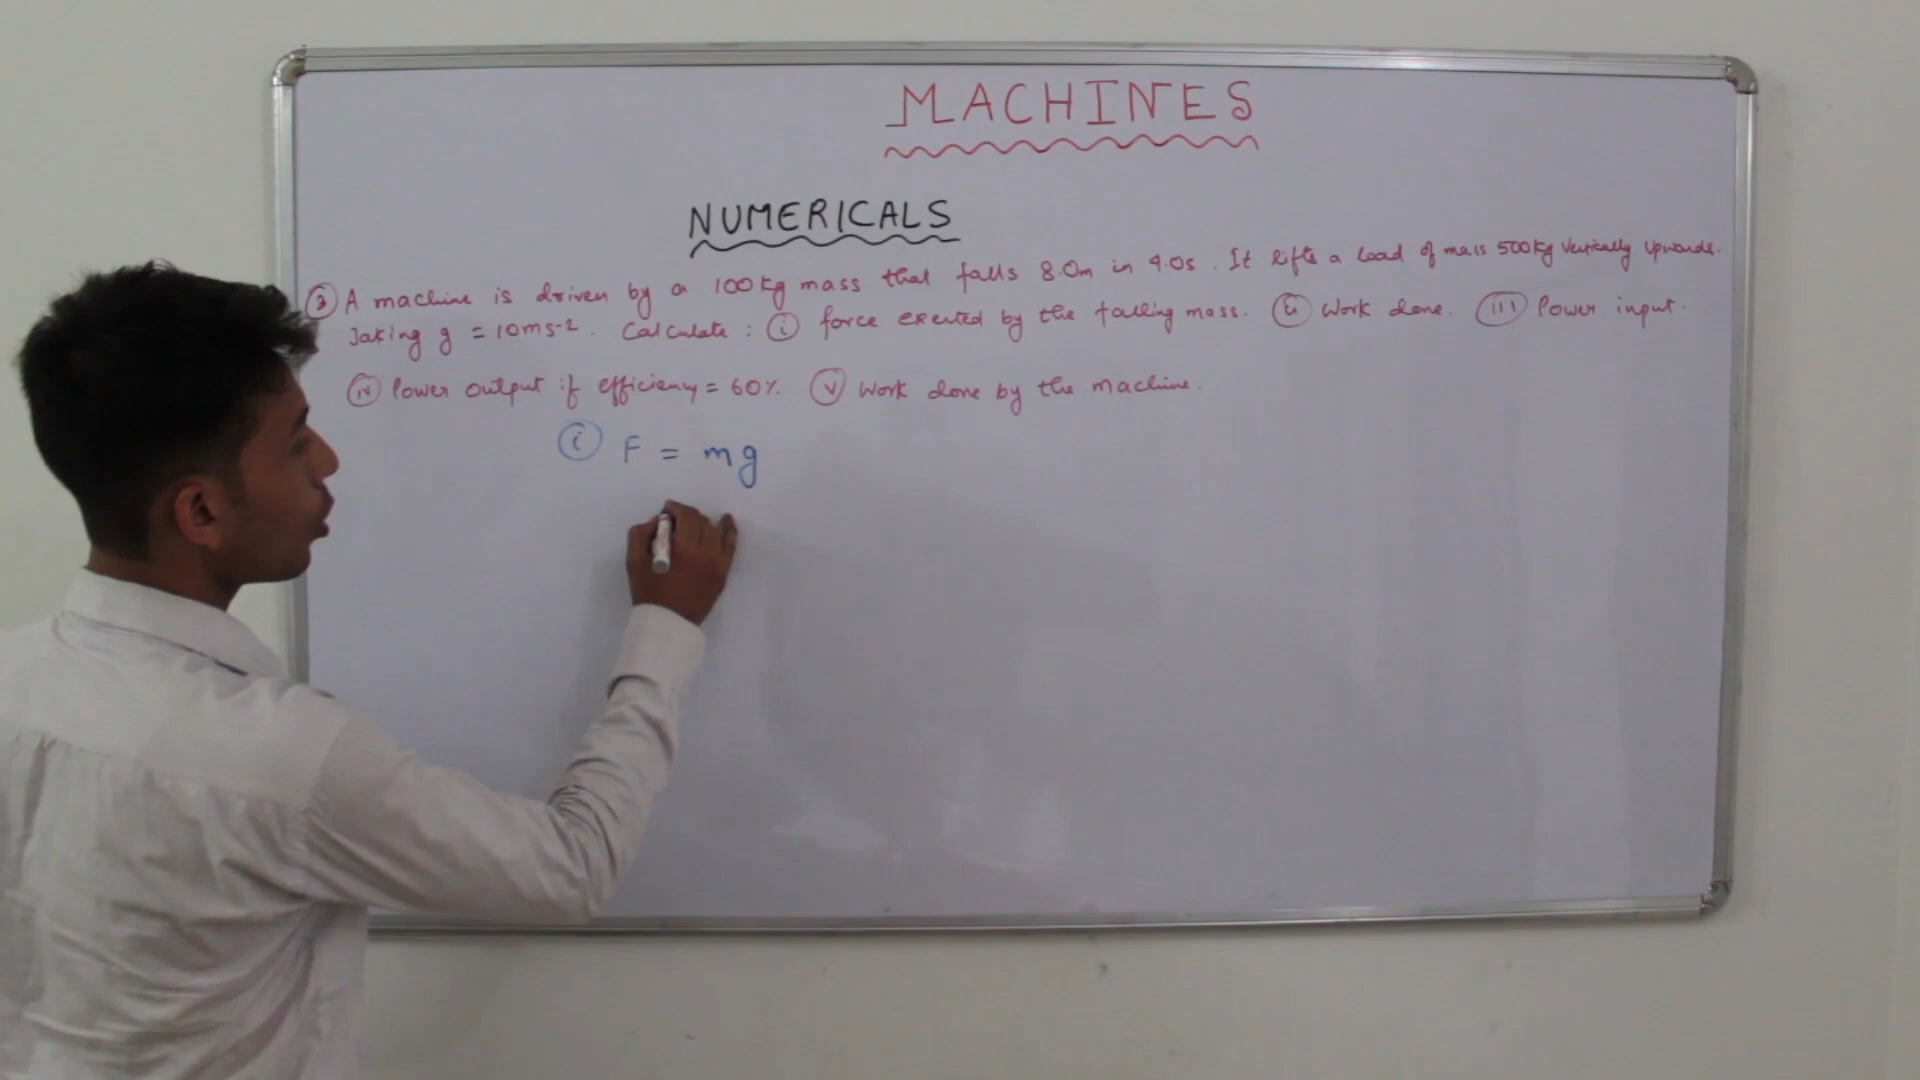 MACHINES
NUMERICALS
3 A machine is driven by a 100 kg mass that falls 8.0m in 4.0s. It lifts a load of mass 500 kg vertically upwards.
Taking g = 10ms-2. Calculate : i force exerted by the falling mass. ii Work done. iii Power input.
iv Power output if efficiency = 60%. v Work done by the machine.
i F = mg